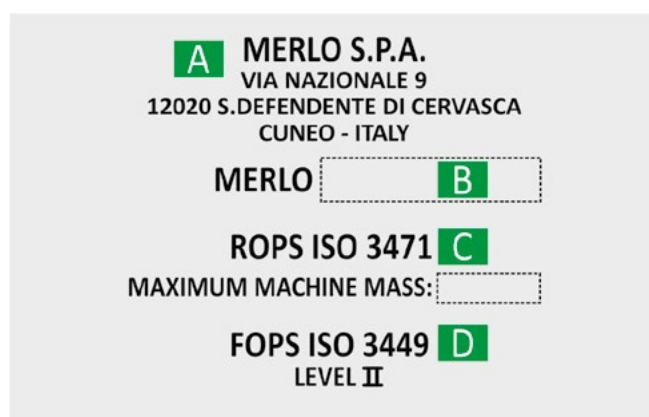 A MERLO S.P.A.
VIA NAZIONALE 9
12020 S.DEFENDENTE DI CERVASCA
CUNEO - ITALY
MERLO B
ROPS ISO 3471 C
MAXIMUM MACHINE MASS:
FOPS ISO 3449 D
LEVEL II